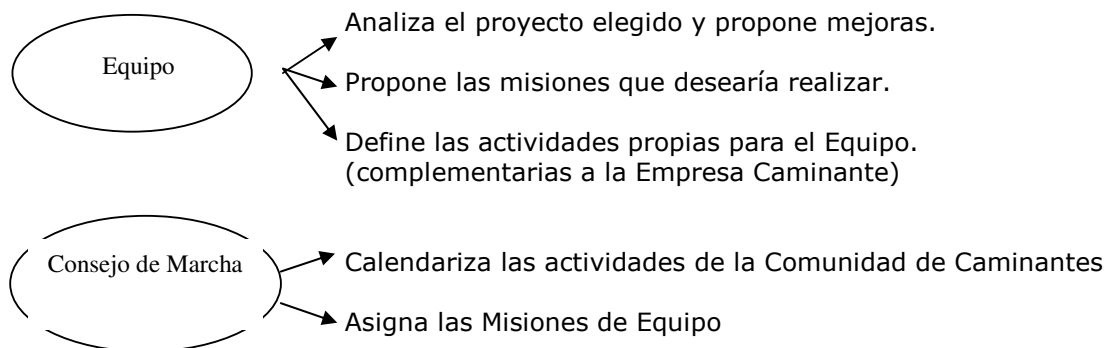 Equipo
Analiza el proyecto elegido y propone mejoras.
Propone las misiones que desearía realizar.
Define las actividades propias para el Equipo.
(complementarias a la Empresa Caminante)
Consejo de Marcha
Calendariza las actividades de la Comunidad de Caminantes
Asigna las Misiones de Equipo